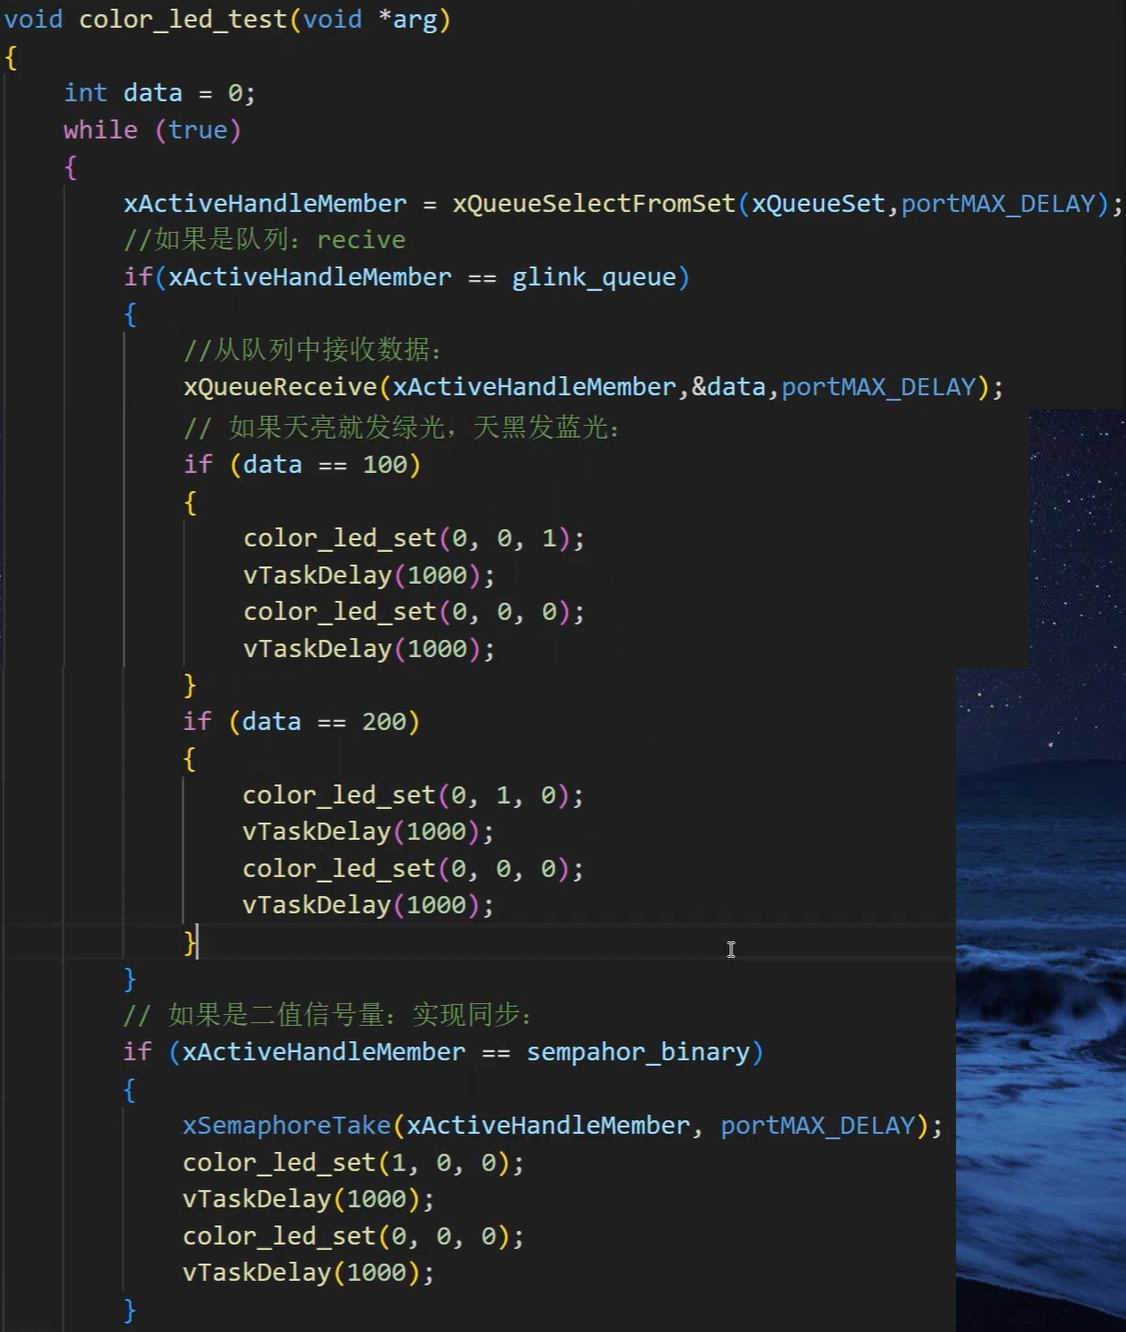 void color_led_test(void *arg)
{
    int data = 0;
    while (true)
    {
        xActiveHandleMember = xQueueSelectFromSet(xQueueSet,portMAX_DELAY);
        //如果是队列：recive
        if(xActiveHandleMember == glink_queue)
        {
            //从队列中接收数据：
            xQueueReceive(xActiveHandleMember,&data,portMAX_DELAY);
            // 如果天亮就发绿光，天黑发蓝光：
            if (data == 100)
            {
                color_led_set(0, 0, 1);
                vTaskDelay(1000);
                color_led_set(0, 0, 0);
                vTaskDelay(1000);
            }
            if (data == 200)
            {
                color_led_set(0, 1, 0);
                vTaskDelay(1000);
                color_led_set(0, 0, 0);
                vTaskDelay(1000);
            }
        }
        // 如果是二值信号量：实现同步：
        if (xActiveHandleMember == sempahor_binary)
        {
            xSemaphoreTake(xActiveHandleMember, portMAX_DELAY);
            color_led_set(1, 0, 0);
            vTaskDelay(1000);
            color_led_set(0, 0, 0);
            vTaskDelay(1000);
        }